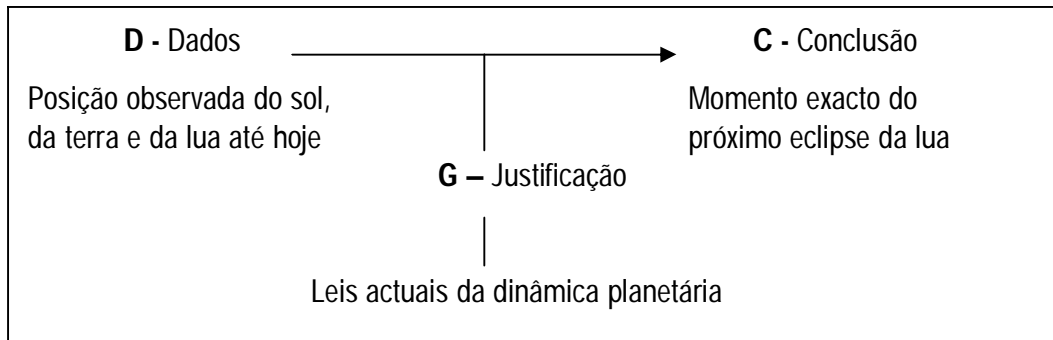 D - Dados
C - Conclusão
Posição observada do sol,
da terra e da lua até hoje
Momento exacto do
próximo eclipse da lua
G – Justificação
Leis actuais da dinâmica planetária